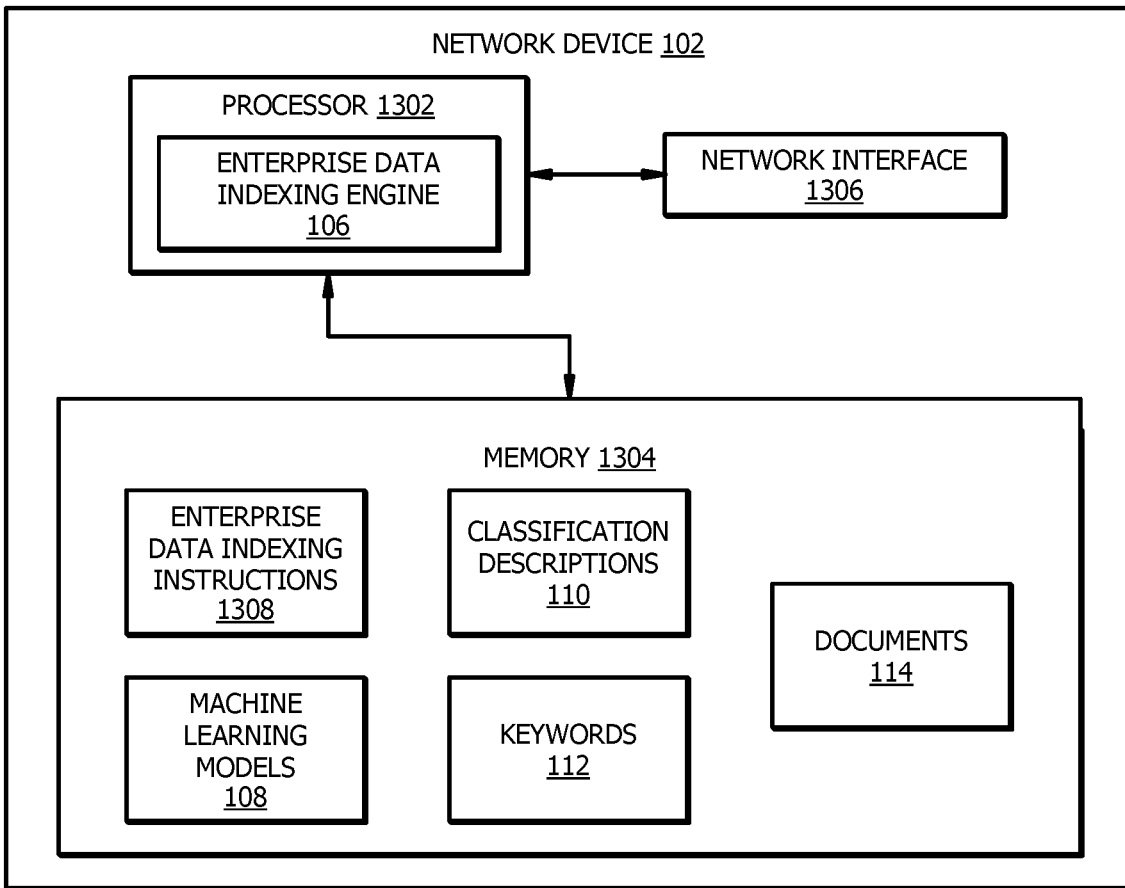 NETWORK DEVICE 102
PROCESSOR 1302
ENTERPRISE DATA
INDEXING ENGINE
106
NETWORK INTERFACE
1306
MEMORY 1304
ENTERPRISE
DATA INDEXING
INSTRUCTIONS
1308
CLASSIFICATION
DESCRIPTIONS
110
DOCUMENTS
114
MACHINE
LEARNING
MODELS
108
KEYWORDS
112